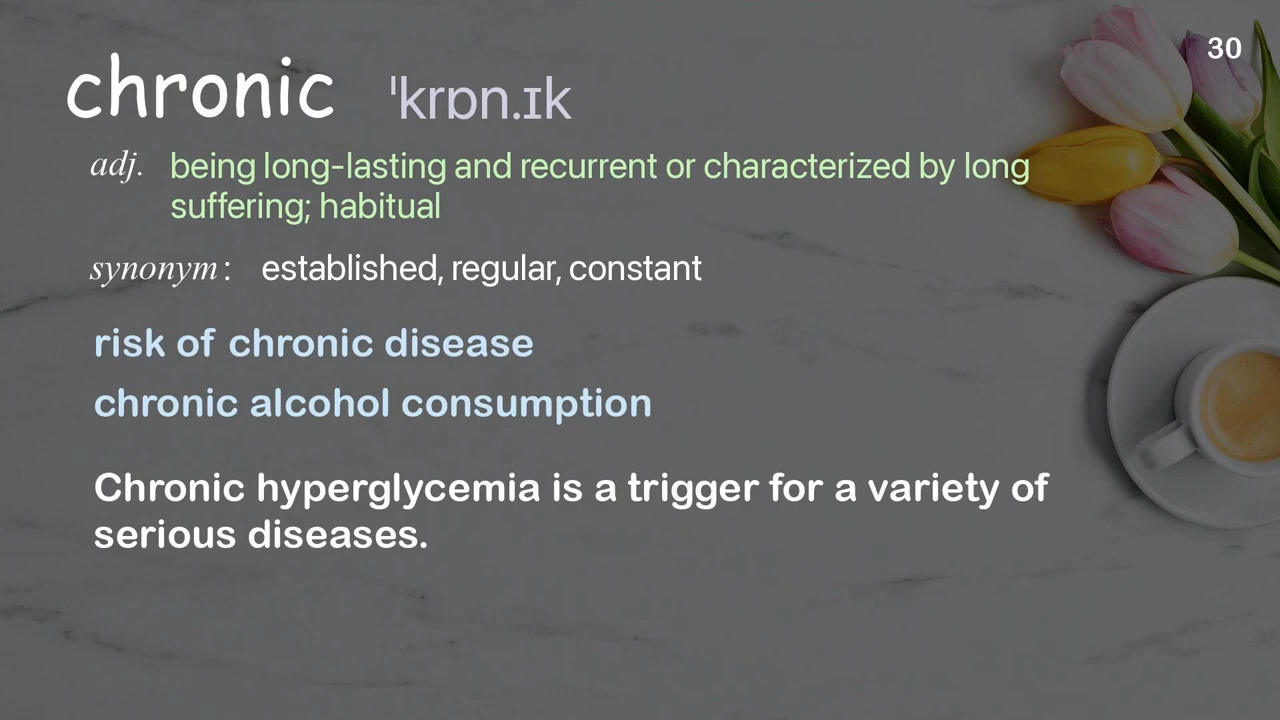 30
chronic ˈkrɒn.ɪk
adj. being long-lasting and recurrent or characterized by long
suffering; habitual
synonym: established, regular, constant
risk of chronic disease
chronic alcohol consumption
Chronic hyperglycemia is a trigger for a variety of
serious diseases.